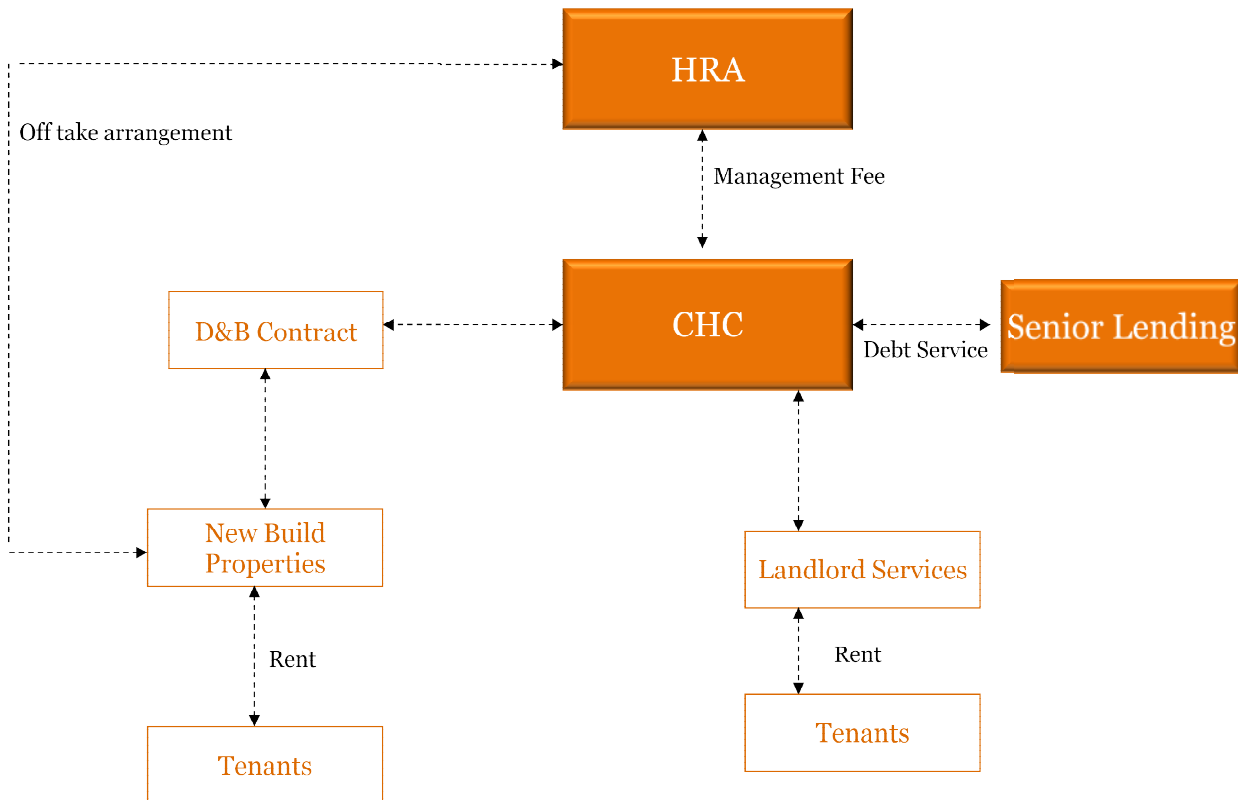 HRA
Off take arrangement
Management Fee
D&B Contract
CHC
Senior Lending
Debt Service
New Build
Properties
Landlord Services
Rent
Rent
Tenants
Tenants